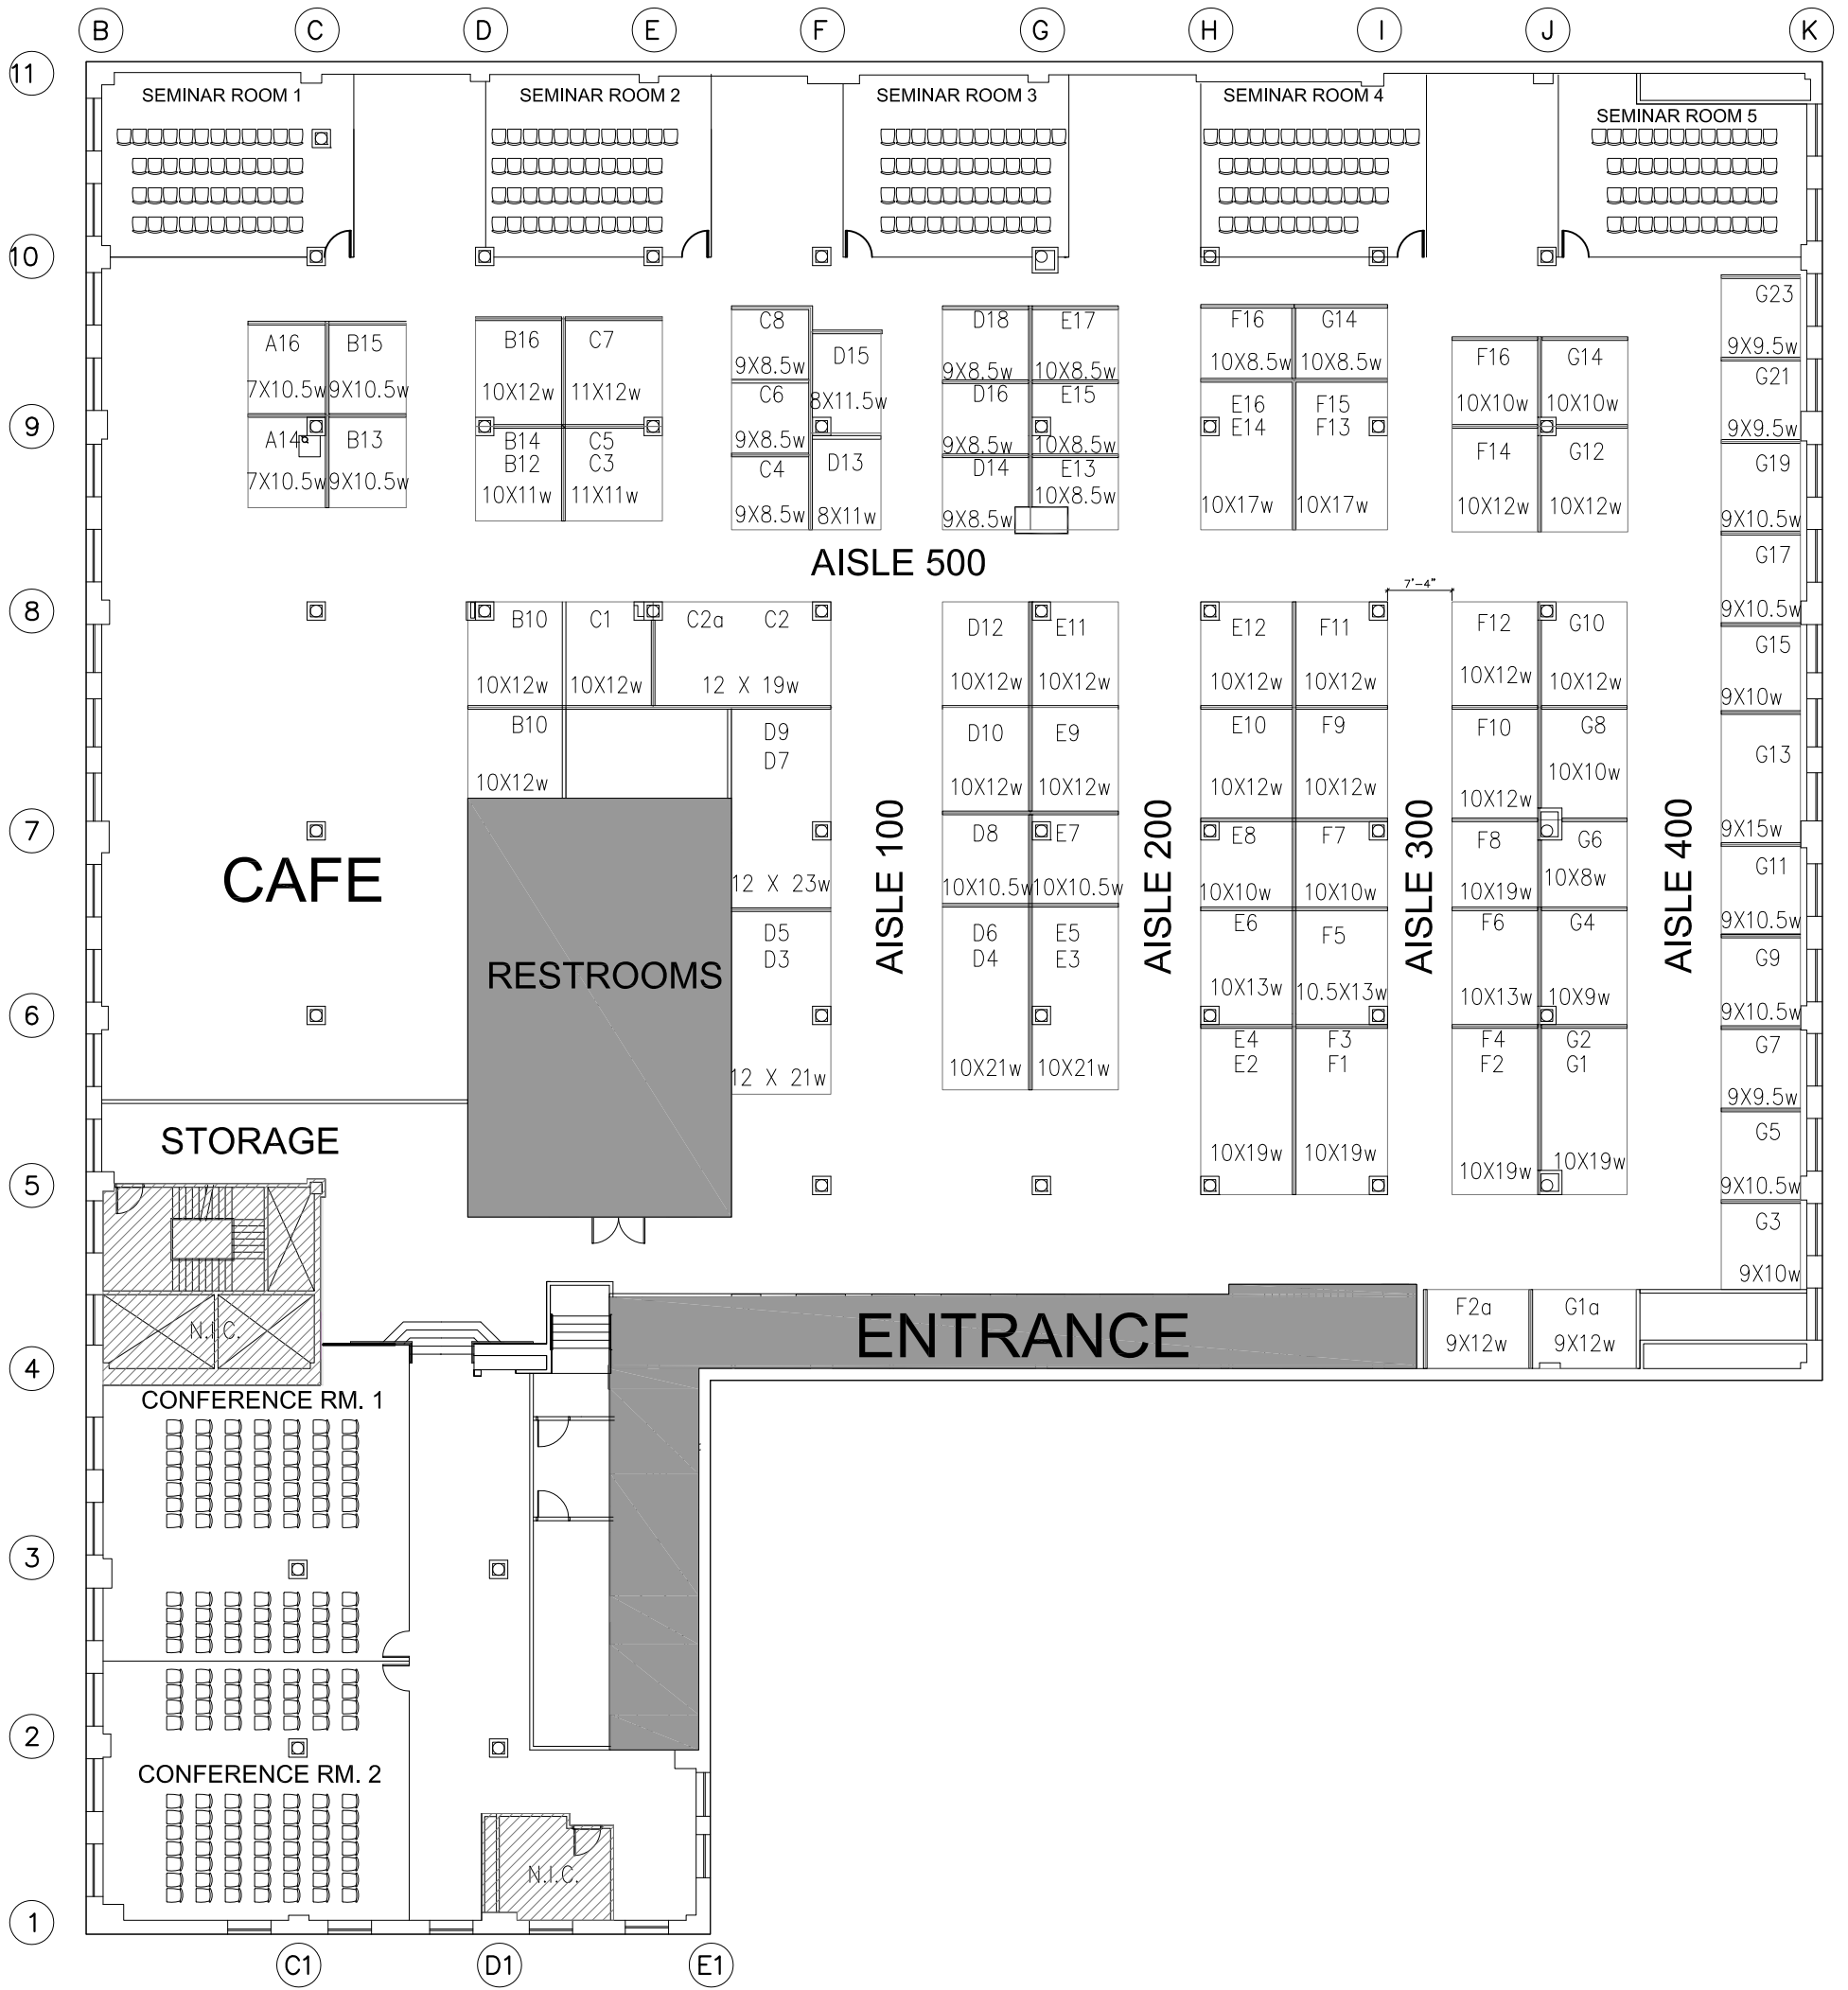 B C D E F G H I J K
11
SEMINAR ROOM 1
SEMINAR ROOM 2
SEMINAR ROOM 3
SEMINAR ROOM 4
SEMINAR ROOM 5
10
A16
7X10.5w
B15
9X10.5w
A14
7X10.5w
B13
9X10.5w
B16
10X12w
C7
11X12w
B14
B12
10X11w
C5
C3
11X11w
C8
9X8.5w
C6
9X8.5w
C4
9X8.5w
D15
8X11.5w
D13
8X11w
D18
9X8.5w
E17
10X8.5w
D16
9X8.5w
E15
10X8.5w
D14
9X8.5w
E13
10X8.5w
F16
10X8.5w
G14
10X8.5w
E16
E14
10X17w
F15
F13
10X17w
F16
10X10w
G14
10X10w
F14
10X12w
G12
10X12w
G23
9X9.5w
G21
9X9.5w
G19
9X10.5w
G17
9X10.5w
G15
9X10w
G13
9X15w
G11
9X10.5w
G9
9X10.5w
G7
9X9.5w
G5
9X10.5w
G3
9X10w
9
AISLE 500
7'-4"
8
B10
10X12w
C1
10X12w
C2a C2
12 X 19w
B10
10X12w
D9
D7
12 X 23w
D5
D3
12 X 21w
D12
10X12w
E11
10X12w
D10
10X12w
E9
10X12w
D8
10X10.5w
E7
10X10.5w
D6
D4
10X21w
E5
E3
10X21w
E12
10X12w
F11
10X12w
E10
10X12w
F9
10X12w
E8
10X10w
F7
10X10w
E6
10X13w
F5
10.5X13w
E4
E2
10X19w
F3
F1
10X19w
F12
10X12w
G10
10X12w
F10
10X12w
G8
10X10w
F8
10X19w
G6
10X8w
F6
10X13w
G4
10X9w
F4
F2
10X19w
G2
G1
10X19w
7
CAFE
RESTROOMS
AISLE 100
AISLE 200
AISLE 300
AISLE 400
6
STORAGE
5
N.I.C.
ENTRANCE
F2a
9X12w
G1a
9X12w
4
CONFERENCE RM. 1
3
2
CONFERENCE RM. 2
N.I.C.
1
C1 D1 E1